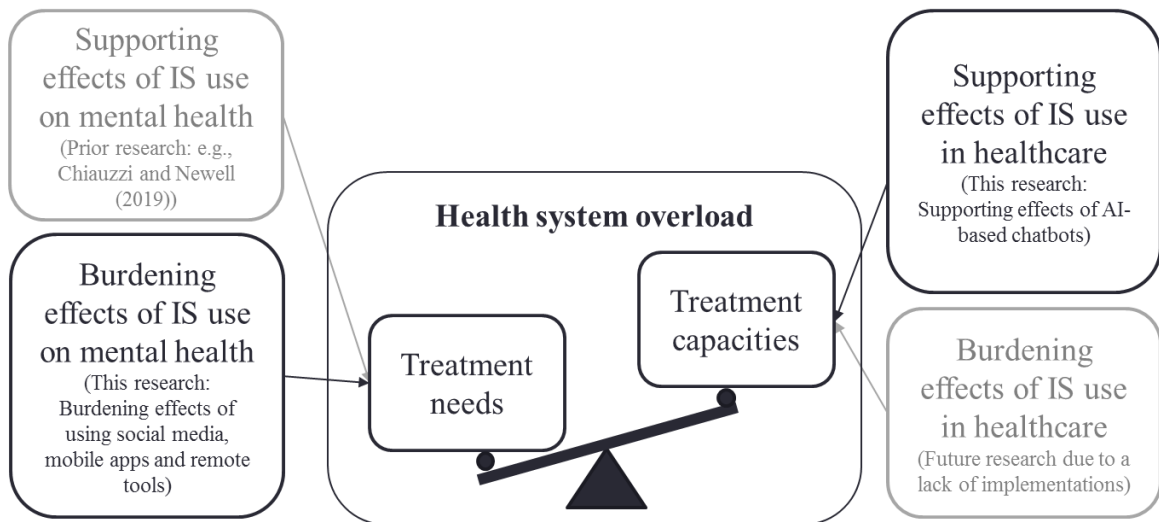 Supporting
effects of IS use
on mental health
(Prior research: e.g.,
Chiauzzi and Newell
(2019))
Burdening
effects of IS use
on mental health
(This research:
Burdening effects of
using social media,
mobile apps and remote
tools)
Health system overload
Treatment
needs
Treatment
capacities
Supporting
effects of IS use
in healthcare
(This research:
Supporting effects of AI-
based chatbots)
Burdening
effects of IS use
in healthcare
(Future research due to a
lack of implementations)